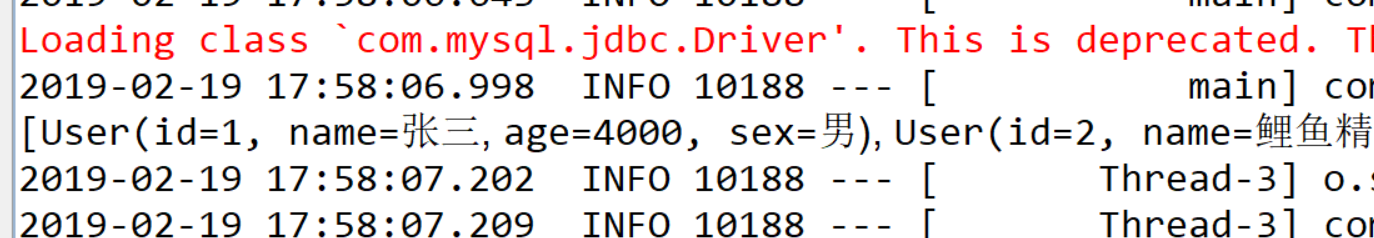 Loading class `com.mysql.jdbc.Driver'. This is deprecated.
2019-02-19 17:58:06.998  INFO 10188 --- [           main] con
[User(id=1, name=张三, age=4000, sex=男), User(id=2, name=鲤鱼精
2019-02-19 17:58:07.202  INFO 10188 --- [       Thread-3] o.s
2019-02-19 17:58:07.209  INFO 10188 --- [       Thread-3] con